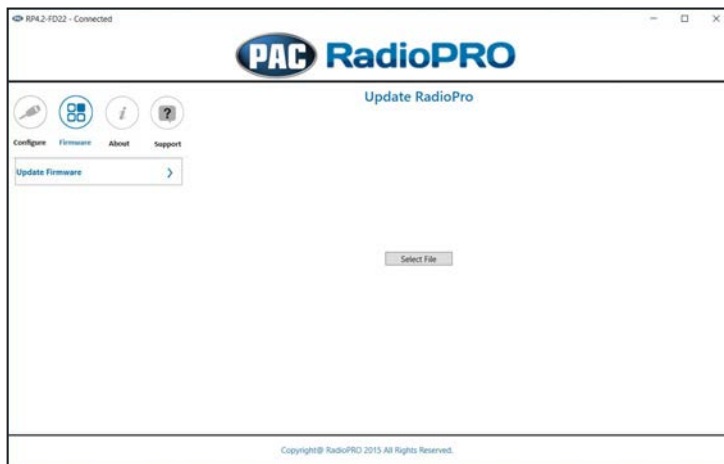 RP4.2-FD22 - Connected
PAC RadioPRO
Update RadioPro
i
?
Configure Firmware About Support
Update Firmware
Select File
Copyright@ RadioPRO 2015 All Rights Reserved.